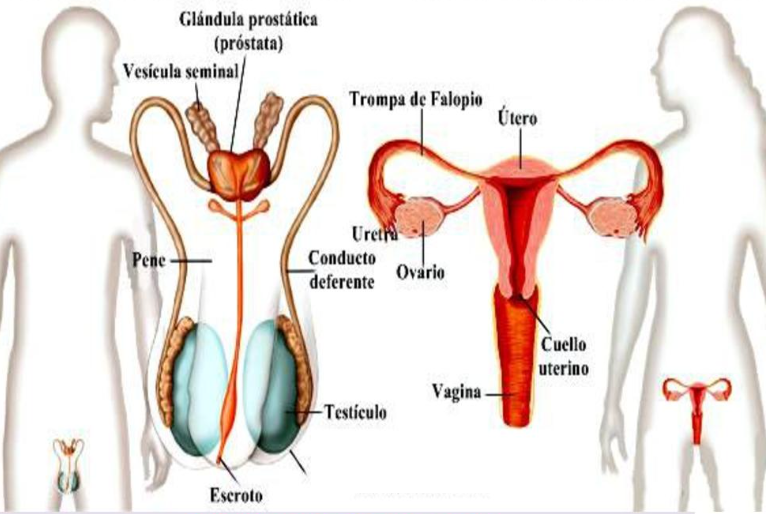 Glándula prostática
(próstata)
Vesícula seminal
Trompa de Falopio
Útero
Uretra
Pene
Conducto
deferente
Ovario
Cuello
uterino
Vagina
Testículo
Escroto